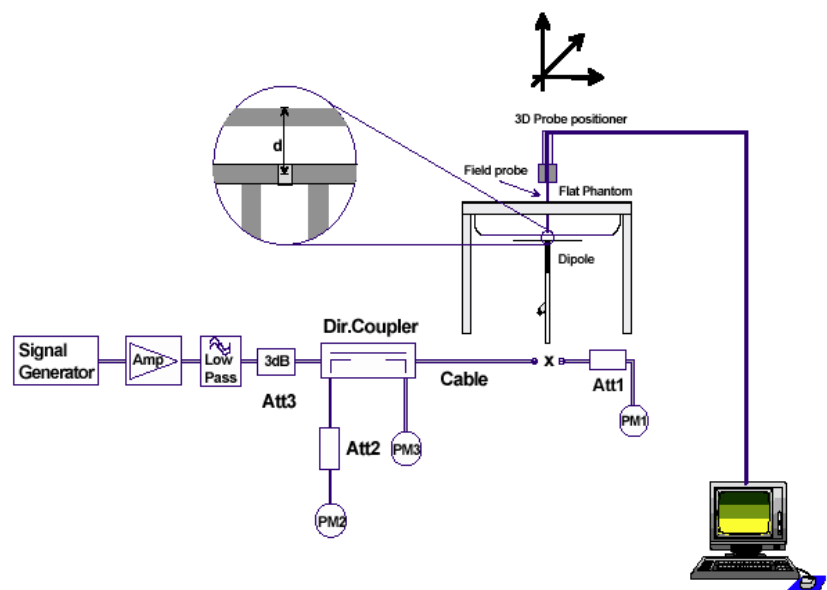 3D Probe positioner
d
Field probe
Flat Phantom
Dipole
Dir.Coupler
Signal
Generator
Amp
Low
Pass
3dB
Att3
Cable
x
Att1
PM1
Att2
PM3
PM2